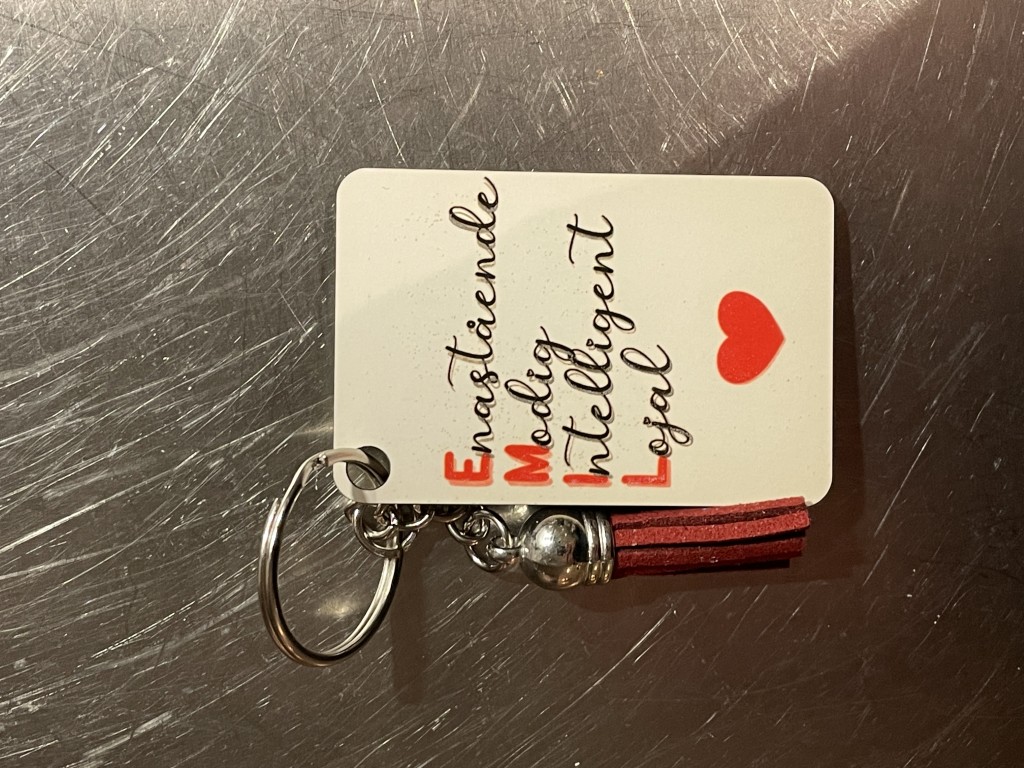 Enastående
Modig
Intelligent
Lojal